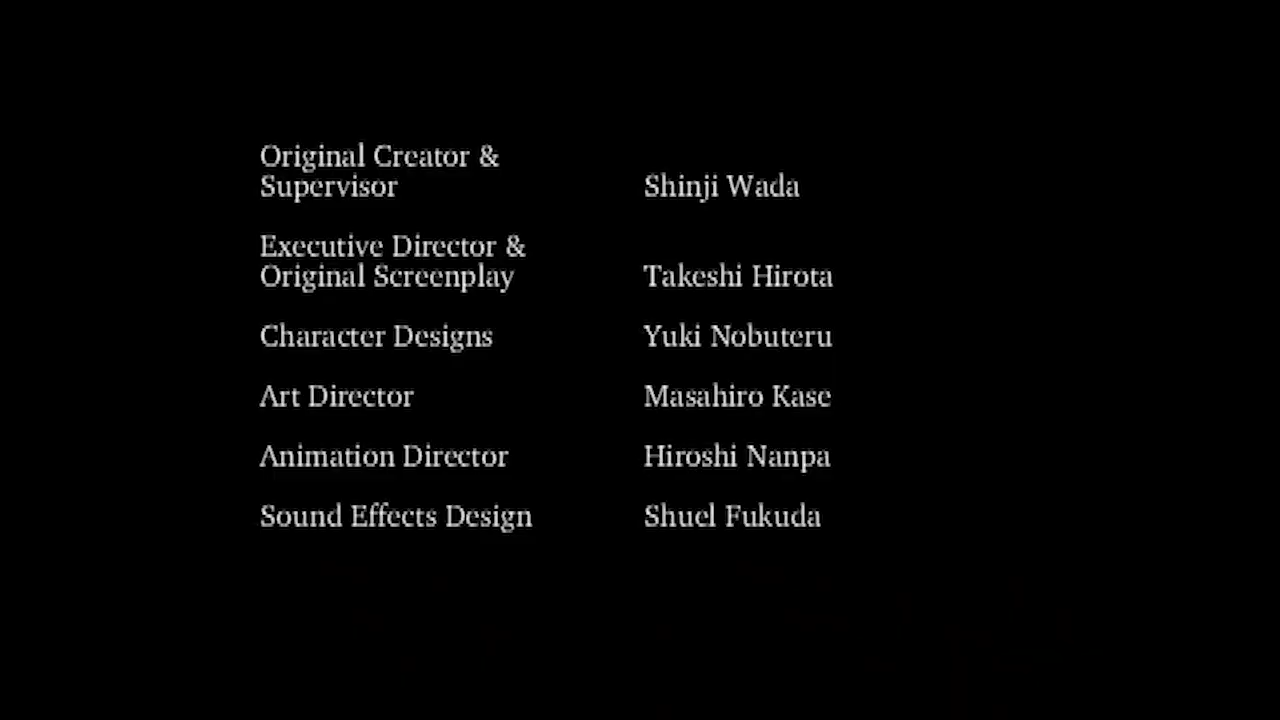 Original Creator &
Supervisor Shinji Wada
Executive Director &
Original Screenplay Takeshi Hirota
Character Designs Yuki Nobuteru
Art Director Masahiro Kase
Animation Director Hiroshi Nanpa
Sound Effects Design Shuel Fukuda